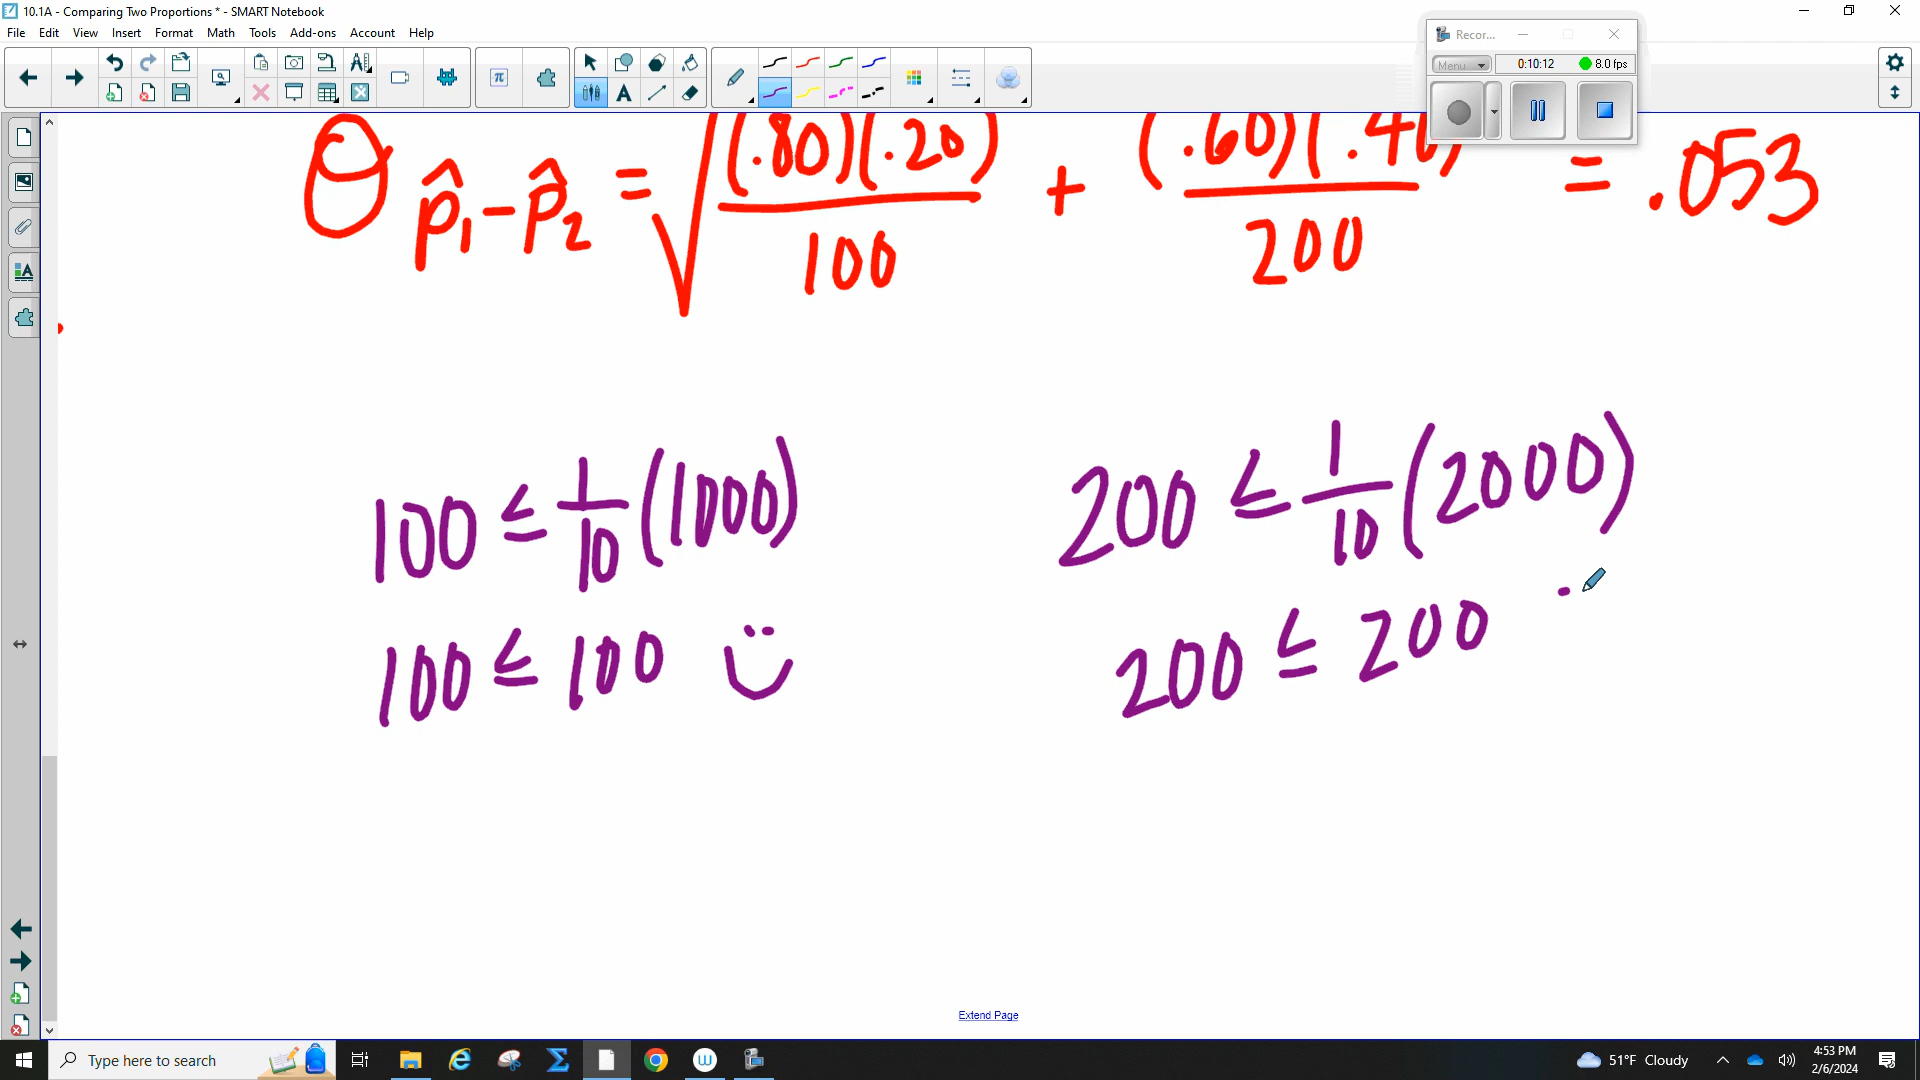 10.1A - Comparing Two Proportions * - SMART Notebook
File Edit View Insert Format Math Tools Add-ons Account Help
Recor...
Menu 0:10:12 8.0 fps
π
A
A
θ p̂₁ - p̂₂ = √ (.80)(.20) / 100 + (.60)(.40) / 200 = .053
100 ≤ 1/10 (1000)
200 ≤ 1/10 (2000)
100 ≤ 100
200 ≤ 200
Extend Page
Type here to search
51°F Cloudy
4:53 PM
2/6/2024